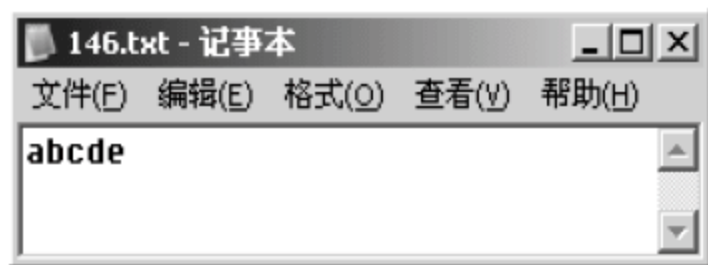 146.txt - 记事本
文件(F) 编辑(E) 格式(O) 查看(V) 帮助(H)
abcde